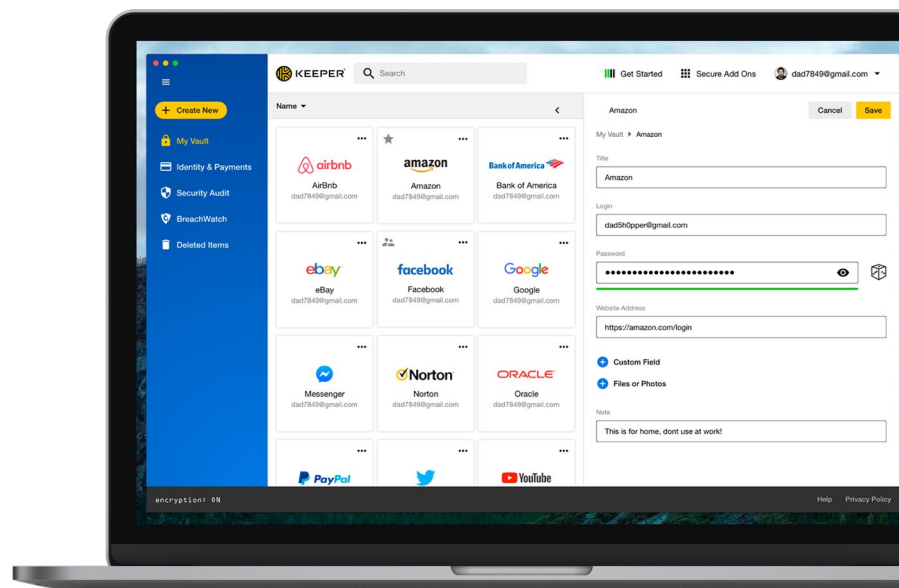 KEEPER
Search
Get Started
Secure Add Ons
dad7849@gmail.com
+ Create New
My Vault
Identity & Payments
Security Audit
BreachWatch
Deleted Items
Name
airbnb
AirBnb
dad7849@gmail.com
amazon
Amazon
dad7849@gmail.com
Bank of America
Bank of America
dad7849@gmail.com
ebay
eBay
dad7849@gmail.com
facebook
Facebook
dad7849@gmail.com
Google
Google
dad7849@gmail.com
Messenger
dad7849@gmail.com
Norton
Norton
dad7849@gmail.com
ORACLE
Oracle
dad7849@gmail.com
PayPal
YouTube
Amazon
Cancel
Save
My Vault Amazon
Title
Amazon
Login
dad5h0pper@gmail.com
Password
Website Address
https://amazon.com/login
Custom Field
Files or Photos
Note
This is for home, dont use at work!
encryption: ON
Help
Privacy Policy